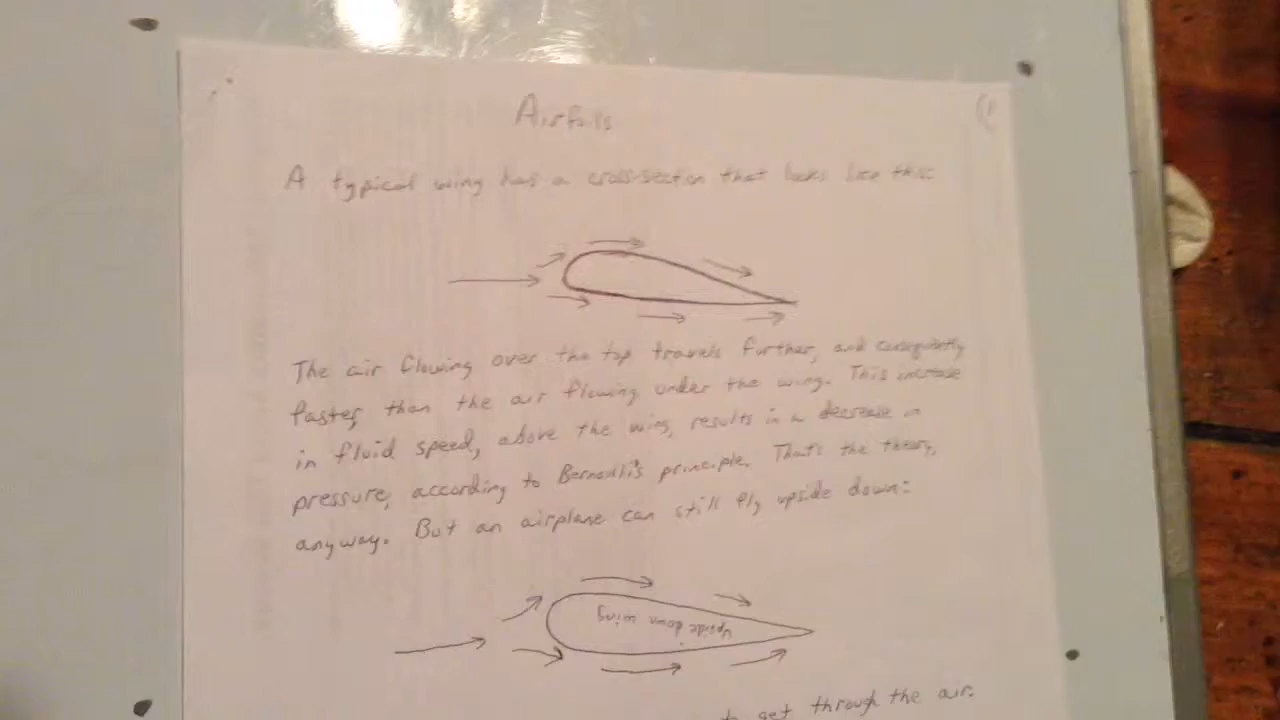 Airfoils
A typical wing has a cross-section that looks like this:
The air flowing over the top travels further, and consequently
faster, than the air flowing under the wing. This increase
in fluid speed, above the wing, results in a decrease in
pressure, according to Bernoulli's principle. That's the theory,
anyway. But an airplane can still fly upside down:
upside down wing
to get through the air.